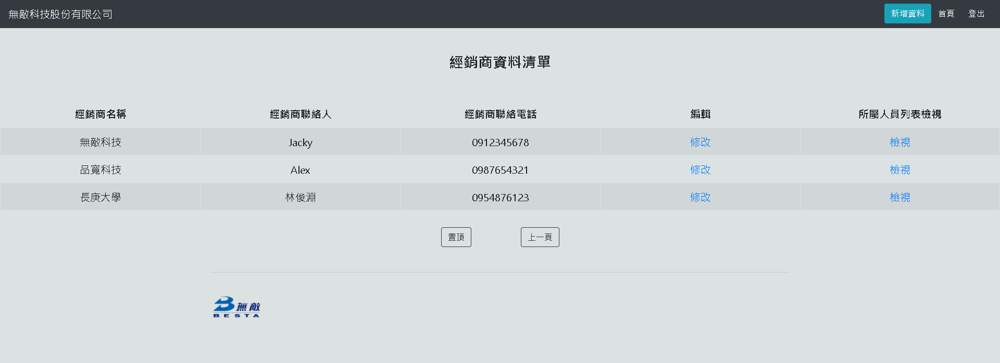 無敵科技股份有限公司 新增資料 首頁 登出
經銷商資料清單
經銷商名稱 經銷商聯絡人 經銷商聯絡電話 編輯 所屬人員列表檢視
無敵科技 Jacky 0912345678 修改 檢視
品寬科技 Alex 0987654321 修改 檢視
長庚大學 林俊淵 0954876123 修改 檢視
置頂 上一頁
無敵
BESTA